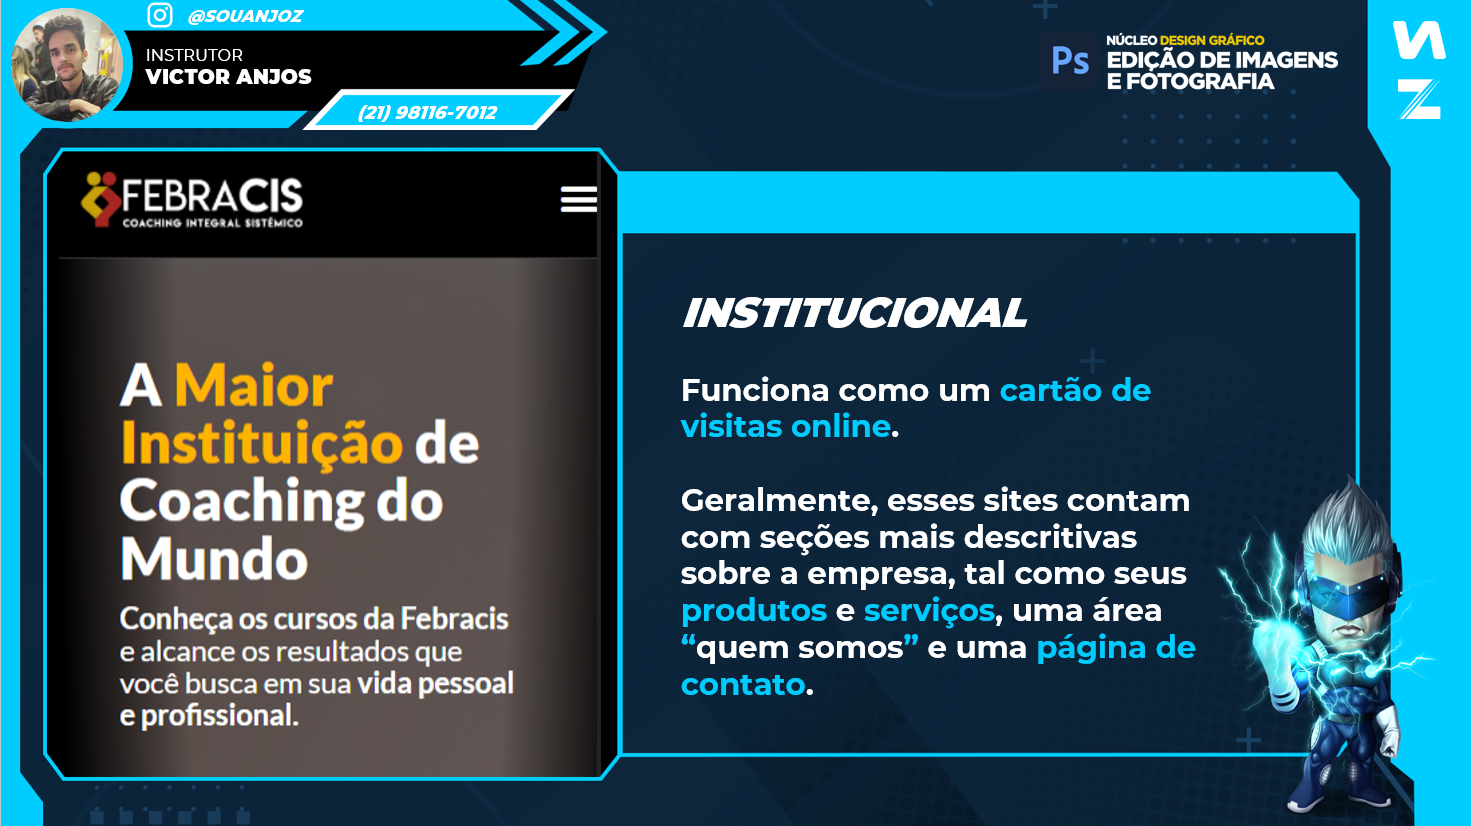 @SOUANJOZ
INSTRUTOR
VICTOR ANJOS
(21) 98116-7012
Ps
NÚCLEO DESIGN GRÁFICO
EDIÇÃO DE IMAGENS
E FOTOGRAFIA
FEBRACIS
COACHING INTEGRAL SISTÊMICO
A Maior
Instituição de
Coaching do
Mundo
Conheça os cursos da Febracis
e alcance os resultados que
você busca em sua vida pessoal
e profissional.
INSTITUCIONAL
Funciona como um cartão de
visitas online.
Geralmente, esses sites contam
com seções mais descritivas
sobre a empresa, tal como seus
produtos e serviços, uma área
“quem somos” e uma página de
contato.